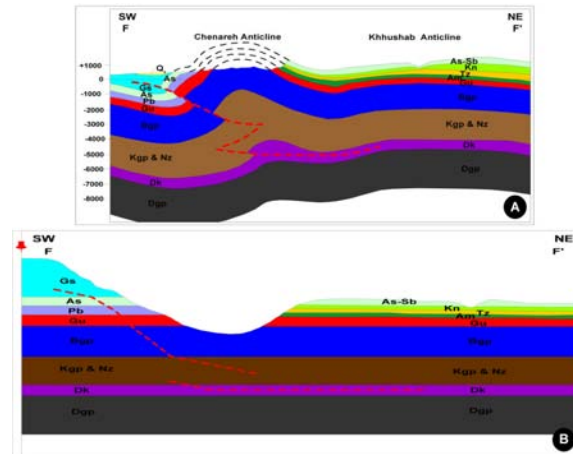 SW
F
NE
F'
Chenareh Anticline
Khhushab Anticline
+1000
0
-1000
-2000
-3000
-4000
-5000
-6000
-7000
-8000
Q
As
Gs
As
Pb
Gu
Bgp
Kgp & Nz
Dk
Dgp
As-Sb
Kn
Tz
Am
Gu
Bgp
Kgp & Nz
Dk
Dgp
A
SW
F
NE
F'
Gs
As
Pb
Gu
Bgp
Kgp & Nz
Dk
Dgp
As-Sb
Kn
Tz
Am
Gu
Bgp
Kgp & Nz
Dk
Dgp
B